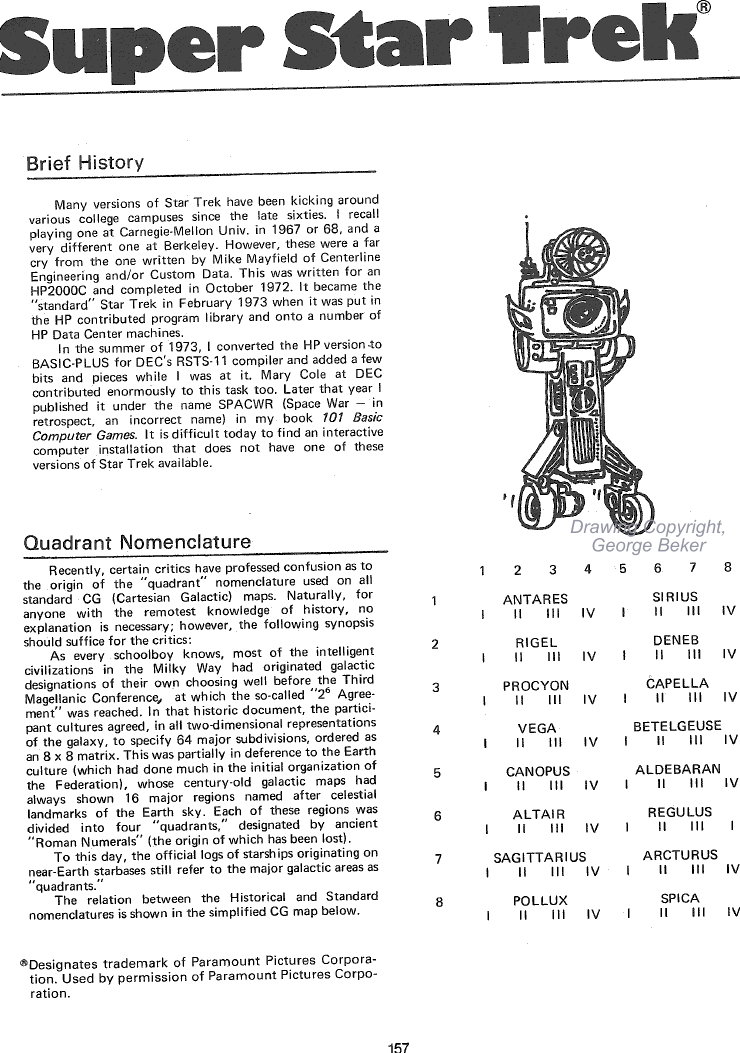 Super Star Trek®
Brief History
Many versions of Star Trek have been kicking around
various college campuses since the late sixties. I recall
playing one at Carnegie-Mellon Univ. in 1967 or 68, and a
very different one at Berkeley. However, these were a far
cry from the one written by Mike Mayfield of Centerline
Engineering and/or Custom Data. This was written for an
HP2000C and completed in October 1972. It became the
"standard" Star Trek in February 1973 when it was put in
the HP contributed program library and onto a number of
HP Data Center machines.
In the summer of 1973, I converted the HP version to
BASIC-PLUS for DEC's RSTS-11 compiler and added a few
bits and pieces while I was at it. Mary Cole at DEC
contributed enormously to this task too. Later that year I
published it under the name SPACWR (Space War — in
retrospect, an incorrect name) in my book 101 Basic
Computer Games. It is difficult today to find an interactive
computer installation that does not have one of these
versions of Star Trek available.
Quadrant Nomenclature
Recently, certain critics have professed confusion as to
the origin of the "quadrant" nomenclature used on all
standard CG (Cartesian Galactic) maps. Naturally, for
anyone with the remotest knowledge of history, no
explanation is necessary; however, the following synopsis
should suffice for the critics:
As every schoolboy knows, most of the intelligent
civilizations in the Milky Way had originated galactic
designations of their own choosing well before the Third
Magellanic Conference, at which the so-called "2⁶ Agree-
ment" was reached. In that historic document, the partici-
pant cultures agreed, in all two-dimensional representations
of the galaxy, to specify 64 major subdivisions, ordered as
an 8 x 8 matrix. This was partially in deference to the Earth
culture (which had done much in the initial organization of
the Federation), whose century-old galactic maps had
always shown 16 major regions named after celestial
landmarks of the Earth sky. Each of these regions was
divided into four "quadrants," designated by ancient
"Roman Numerals" (the origin of which has been lost).
To this day, the official logs of starships originating on
near-Earth starbases still refer to the major galactic areas as
"quadrants."
The relation between the Historical and Standard
nomenclatures is shown in the simplified CG map below.
®Designates trademark of Paramount Pictures Corpora-
tion. Used by permission of Paramount Pictures Corpo-
ration.
Drawing Copyright,
George Beker
1 2 3 4 5 6 7 8
1 ANTARES SIRIUS
I II III IV I II III IV
2 RIGEL DENEB
I II III IV I II III IV
3 PROCYON CAPELLA
I II III IV I II III IV
4 VEGA BETELGEUSE
I II III IV I II III IV
5 CANOPUS ALDEBARAN
I II III IV I II III IV
6 ALTAIR REGULUS
I II III IV I II III I
7 SAGITTARIUS ARCTURUS
I II III IV I II III IV
8 POLLUX SPICA
I II III IV I II III IV
157